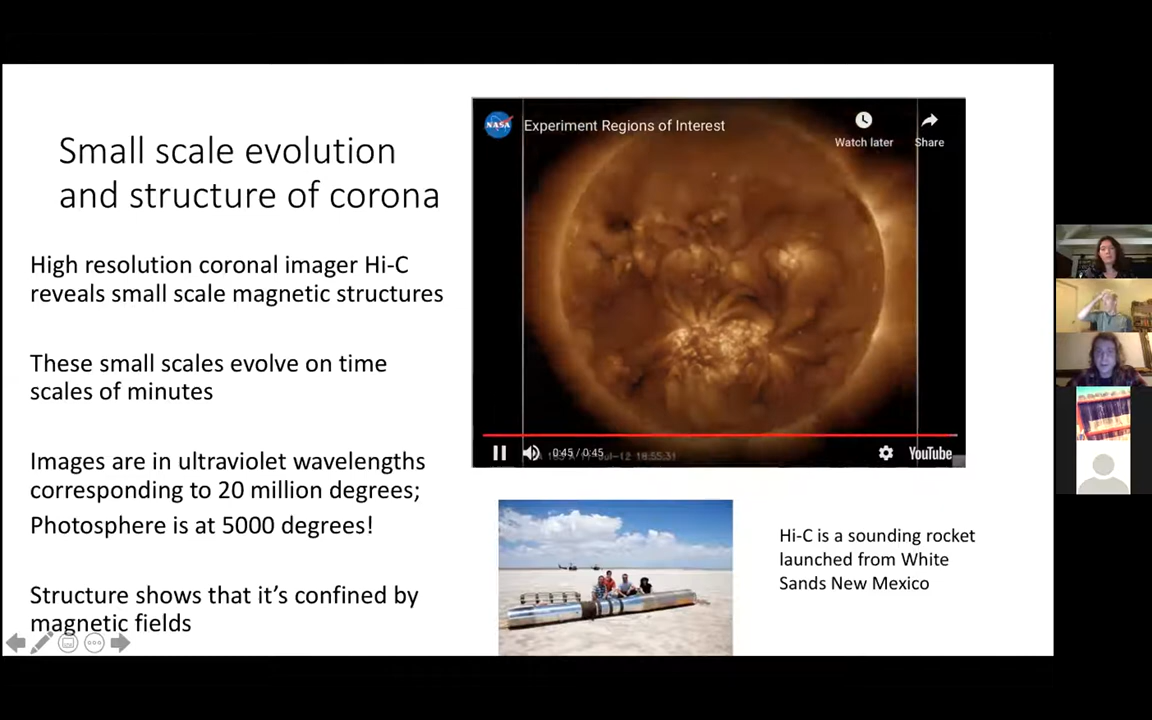 Small scale evolution
and structure of corona
High resolution coronal imager Hi-C
reveals small scale magnetic structures
These small scales evolve on time
scales of minutes
Images are in ultraviolet wavelengths
corresponding to 20 million degrees;
Photosphere is at 5000 degrees!
Structure shows that it’s confined by
magnetic fields
NASA
Experiment Regions of Interest
Watch later
Share
0:45 / 0:45
YouTube
Hi-C is a sounding rocket
launched from White
Sands New Mexico